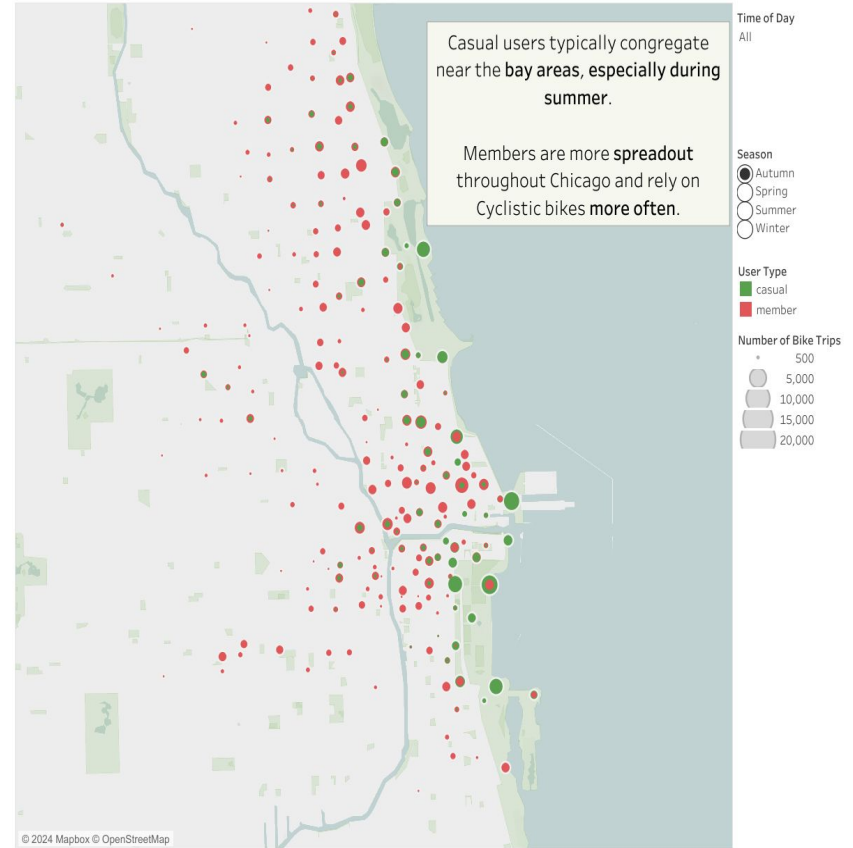 Casual users typically congregate
near the bay areas, especially during
summer.
Members are more spreadout
throughout Chicago and rely on
Cyclistic bikes more often.
Time of Day
All
Season
Autumn
Spring
Summer
Winter
User Type
casual
member
Number of Bike Trips
500
5,000
10,000
15,000
20,000
© 2024 Mapbox © OpenStreetMap